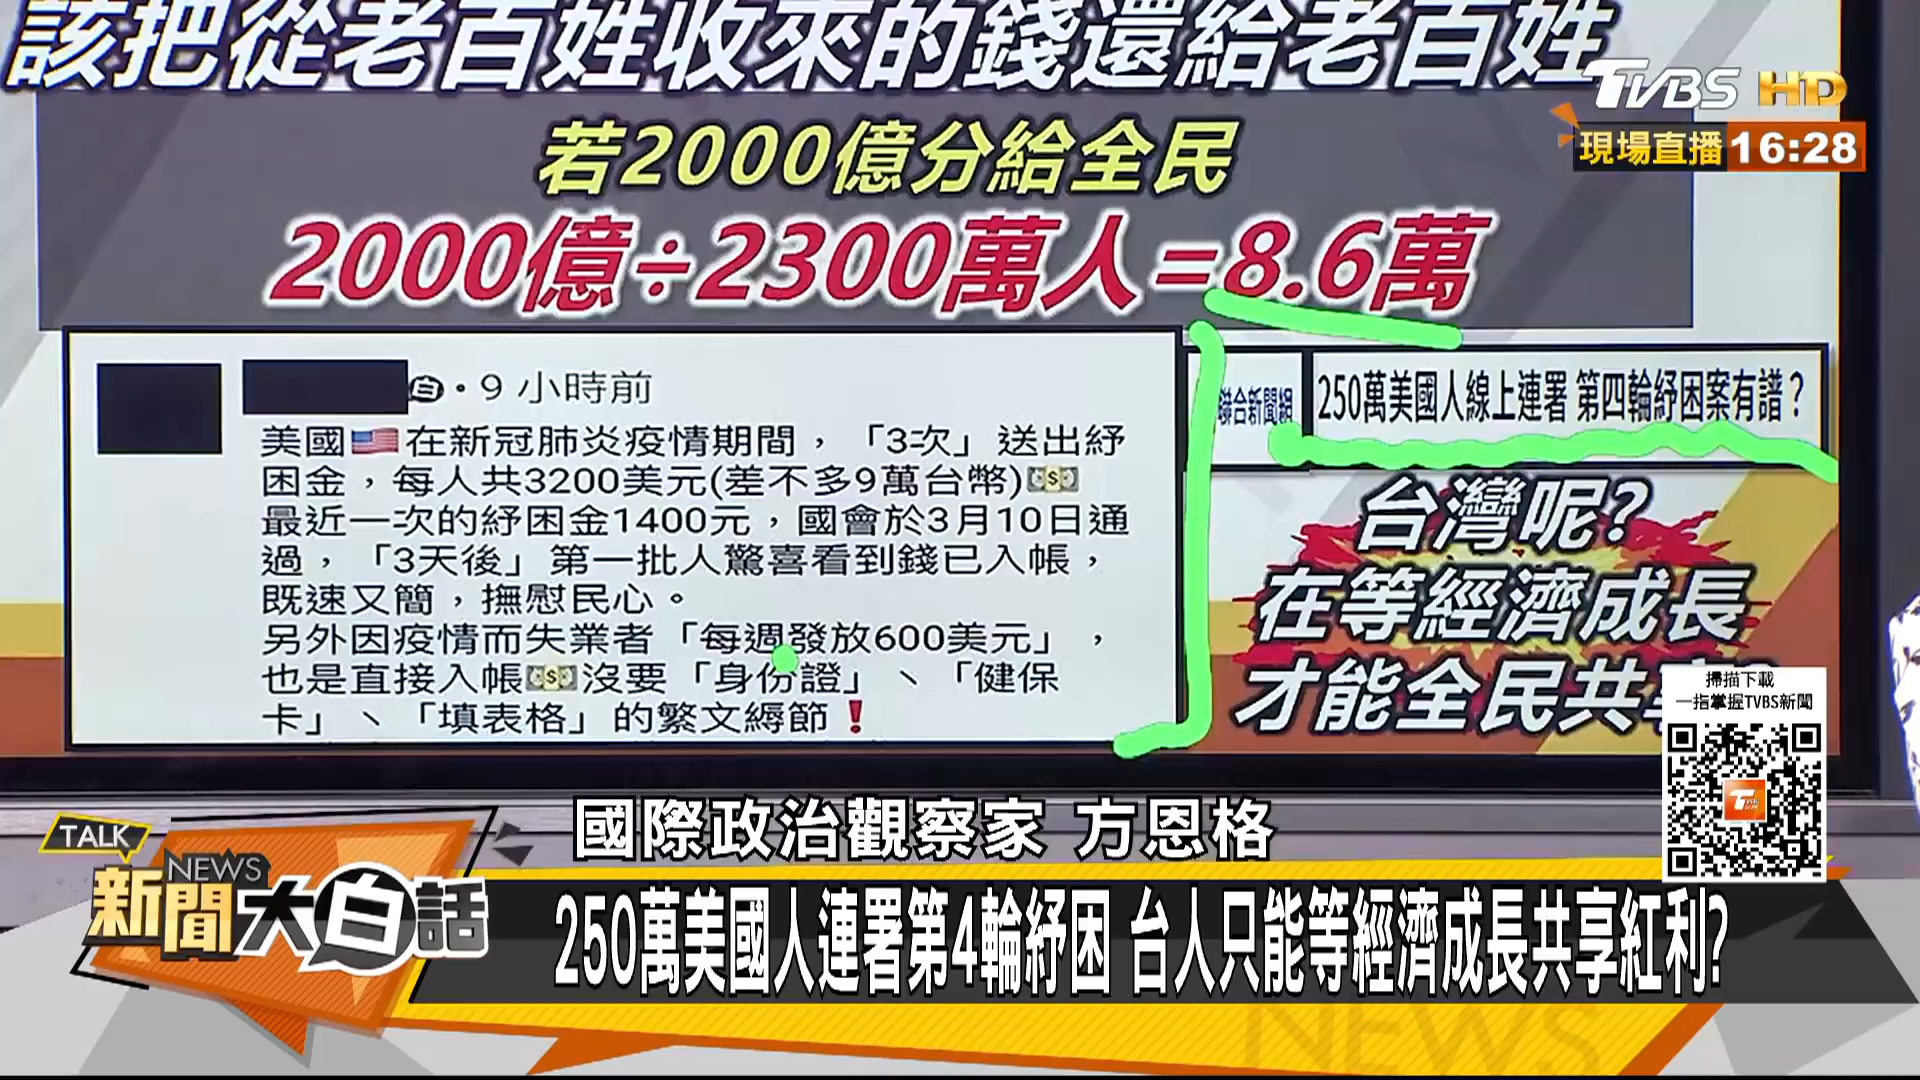 該把從老百姓收來的錢還給老百姓
TVBS HD
現場直播 16:28
若2000億分給全民
2000億÷2300萬人=8.6萬
9 小時前
美國🇺🇸在新冠肺炎疫情期間，「3次」送出紓
困金，每人共3200美元(差不多9萬台幣)💵
最近一次的紓困金1400元，國會於3月10日通
過，「3天後」第一批人驚喜看到錢已入帳，
既速又簡，撫慰民心。
另外因疫情而失業者「每週發放600美元」，
也是直接入帳💵沒要「身份證」、「健保
卡」、「填表格」的繁文縟節❗
聯合新聞網
250萬美國人線上連署 第四輪紓困案有譜？
台灣呢?
在等經濟成長
才能全民共享?
掃描下載
一指掌握TVBS新聞
國際政治觀察家 方恩格
TALK
NEWS
新聞大白話
250萬美國人連署第4輪紓困 台人只能等經濟成長共享紅利?
NEWS